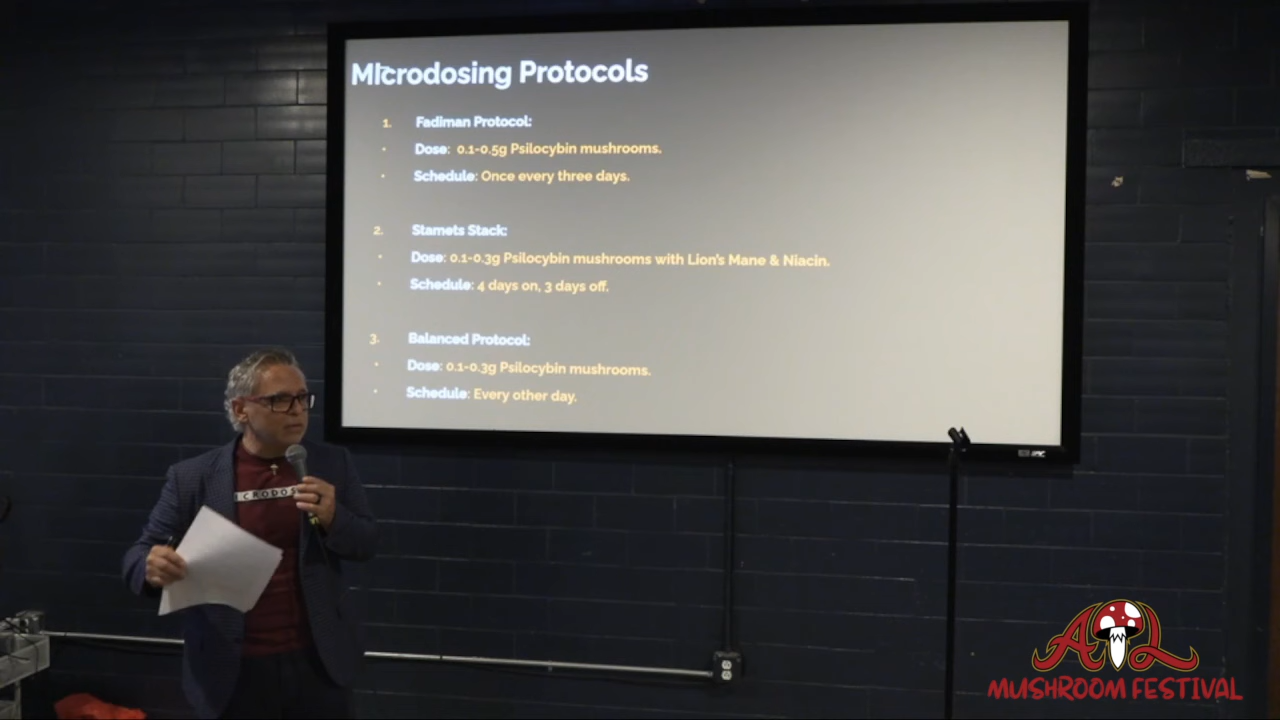 Microdosing Protocols
1. Fadiman Protocol:
• Dose: 0.1-0.5g Psilocybin mushrooms.
• Schedule: Once every three days.
2. Stamets Stack:
• Dose: 0.1-0.3g Psilocybin mushrooms with Lion's Mane & Niacin.
• Schedule: 4 days on, 3 days off.
3. Balanced Protocol:
• Dose: 0.1-0.3g Psilocybin mushrooms.
• Schedule: Every other day.
ICRODOS
ATL
MUSHROOM FESTIVAL